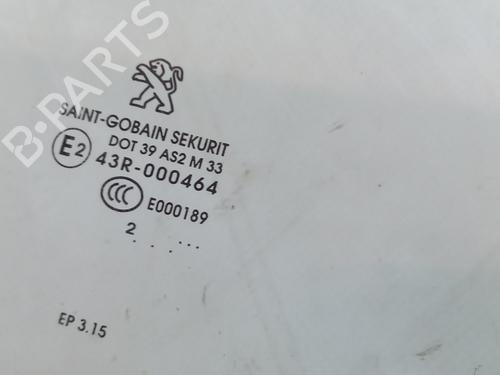 B-PARTS
SAINT-GOBAIN SEKURIT
DOT 39 AS2 M 33
E2 43R-000464
CCC E000189
2
. . . . . . .
EP 3.15